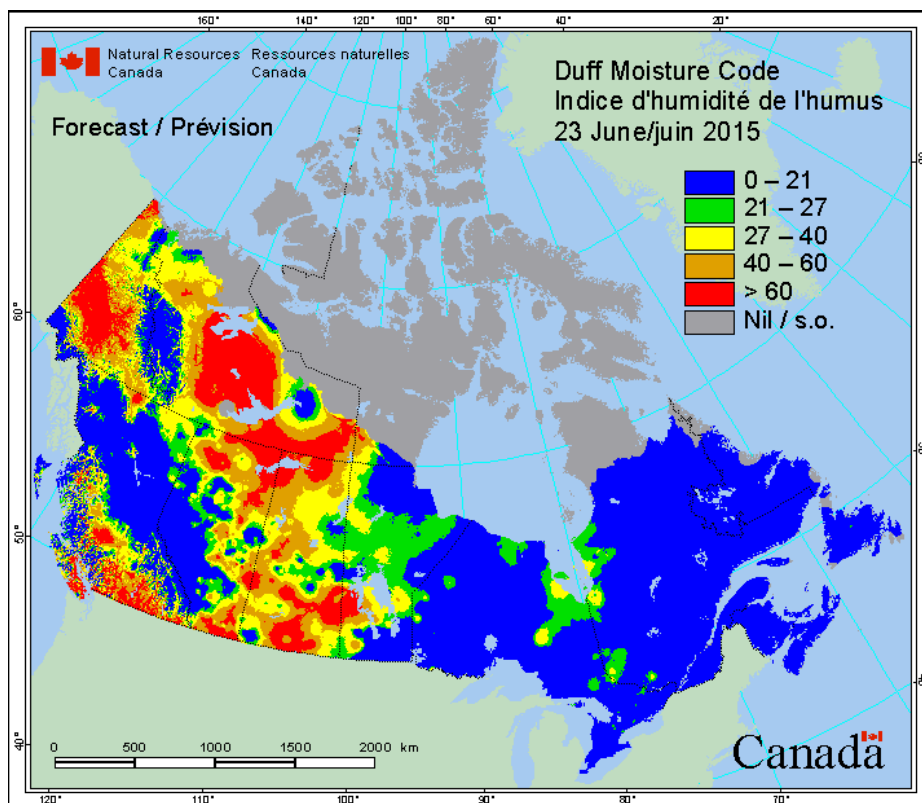 160° 140° 120° 100° 80° 60° 40° 20°
Natural Resources Ressources naturelles
Canada Canada
Forecast / Prévision
Duff Moisture Code
Indice d'humidité de l'humus
23 June/juin 2015
0 – 21
21 – 27
27 – 40
40 – 60
> 60
Nil / s.o.
60°
50°
40°
0 500 1000 1500 2000 km
Canada
120° 110° 100° 90° 80° 70°